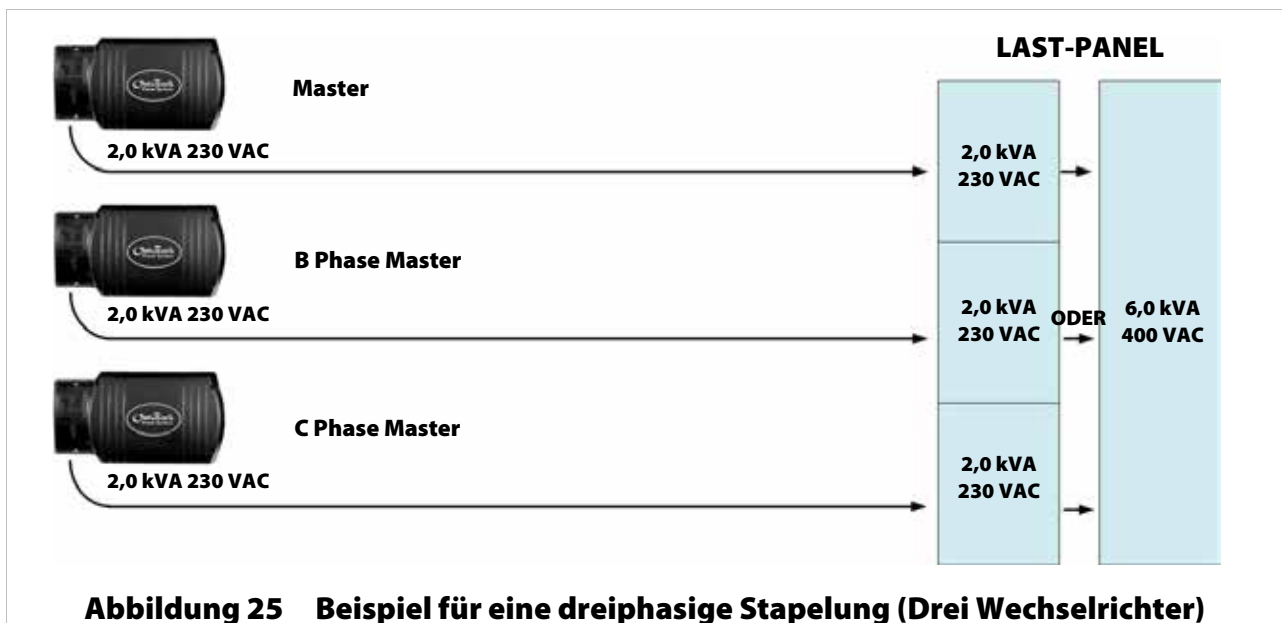 LAST-PANEL
Master
2,0 kVA 230 VAC
2,0 kVA
230 VAC
B Phase Master
2,0 kVA 230 VAC
2,0 kVA
230 VAC
ODER
6,0 kVA
400 VAC
C Phase Master
2,0 kVA 230 VAC
2,0 kVA
230 VAC
Abbildung 25 Beispiel für eine dreiphasige Stapelung (Drei Wechselrichter)